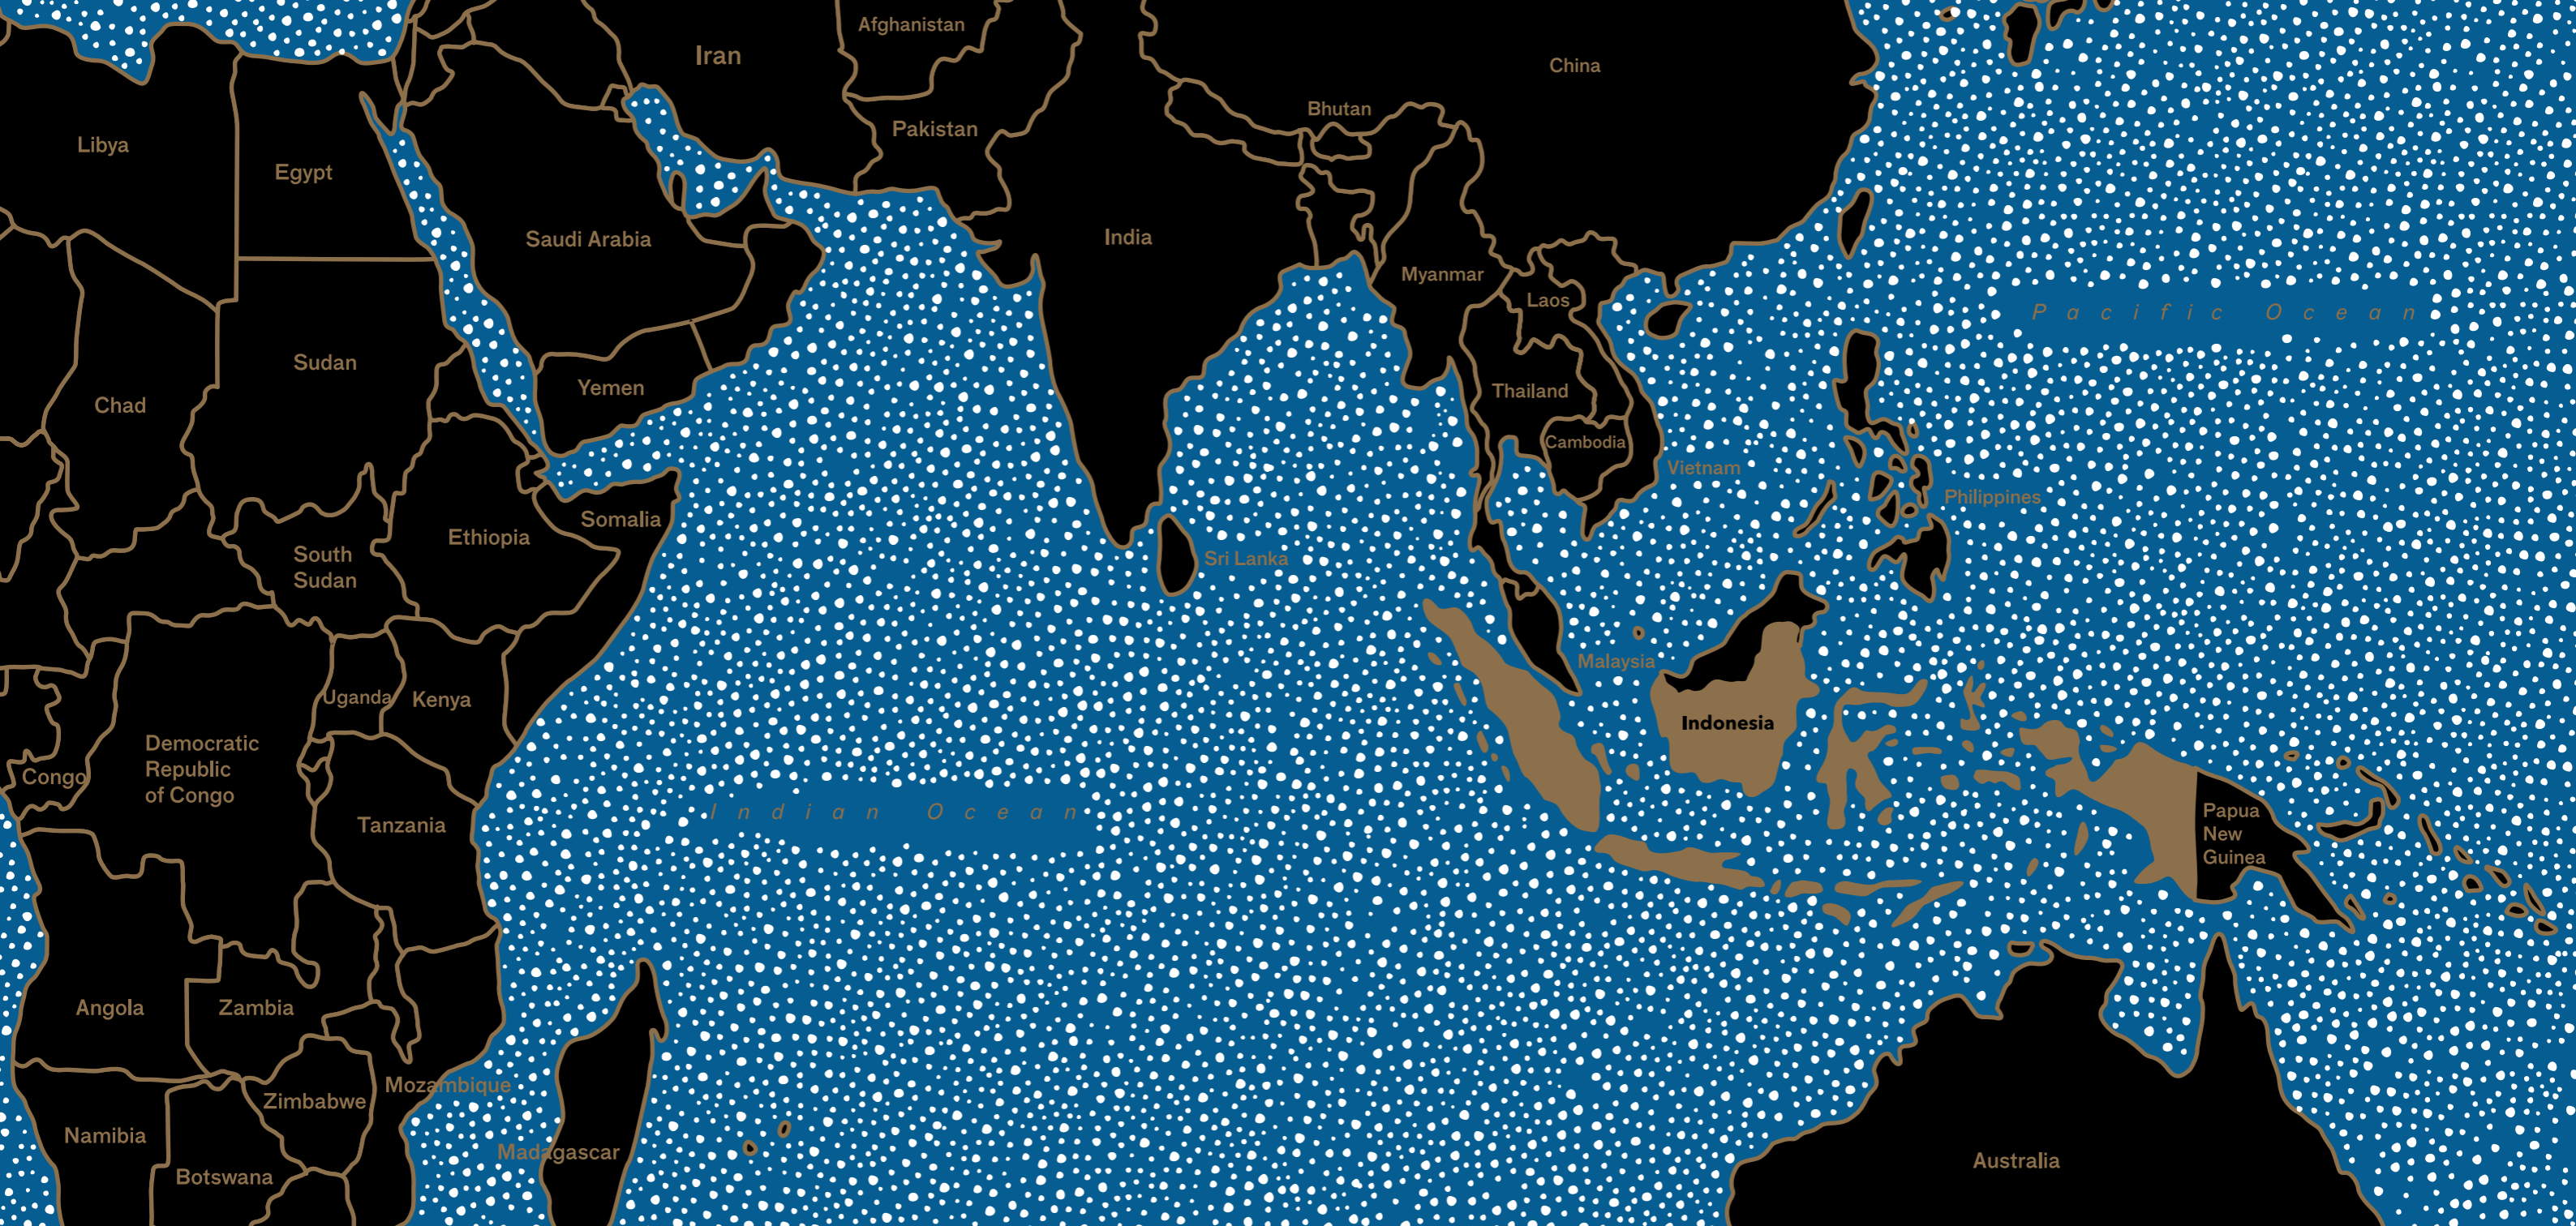 Afghanistan
Iran
China
Bhutan
Pakistan
Libya
Egypt
India
Saudi Arabia
Myanmar
Laos
Pacific Ocean
Sudan
Yemen
Thailand
Chad
Cambodia
Vietnam
Philippines
Somalia
Ethiopia
South
Sudan
Sri Lanka
Malaysia
Uganda
Kenya
Indonesia
Democratic
Republic
of Congo
Congo
Indian Ocean
Tanzania
Papua
New
Guinea
Angola
Zambia
Mozambique
Zimbabwe
Namibia
Madagascar
Botswana
Australia